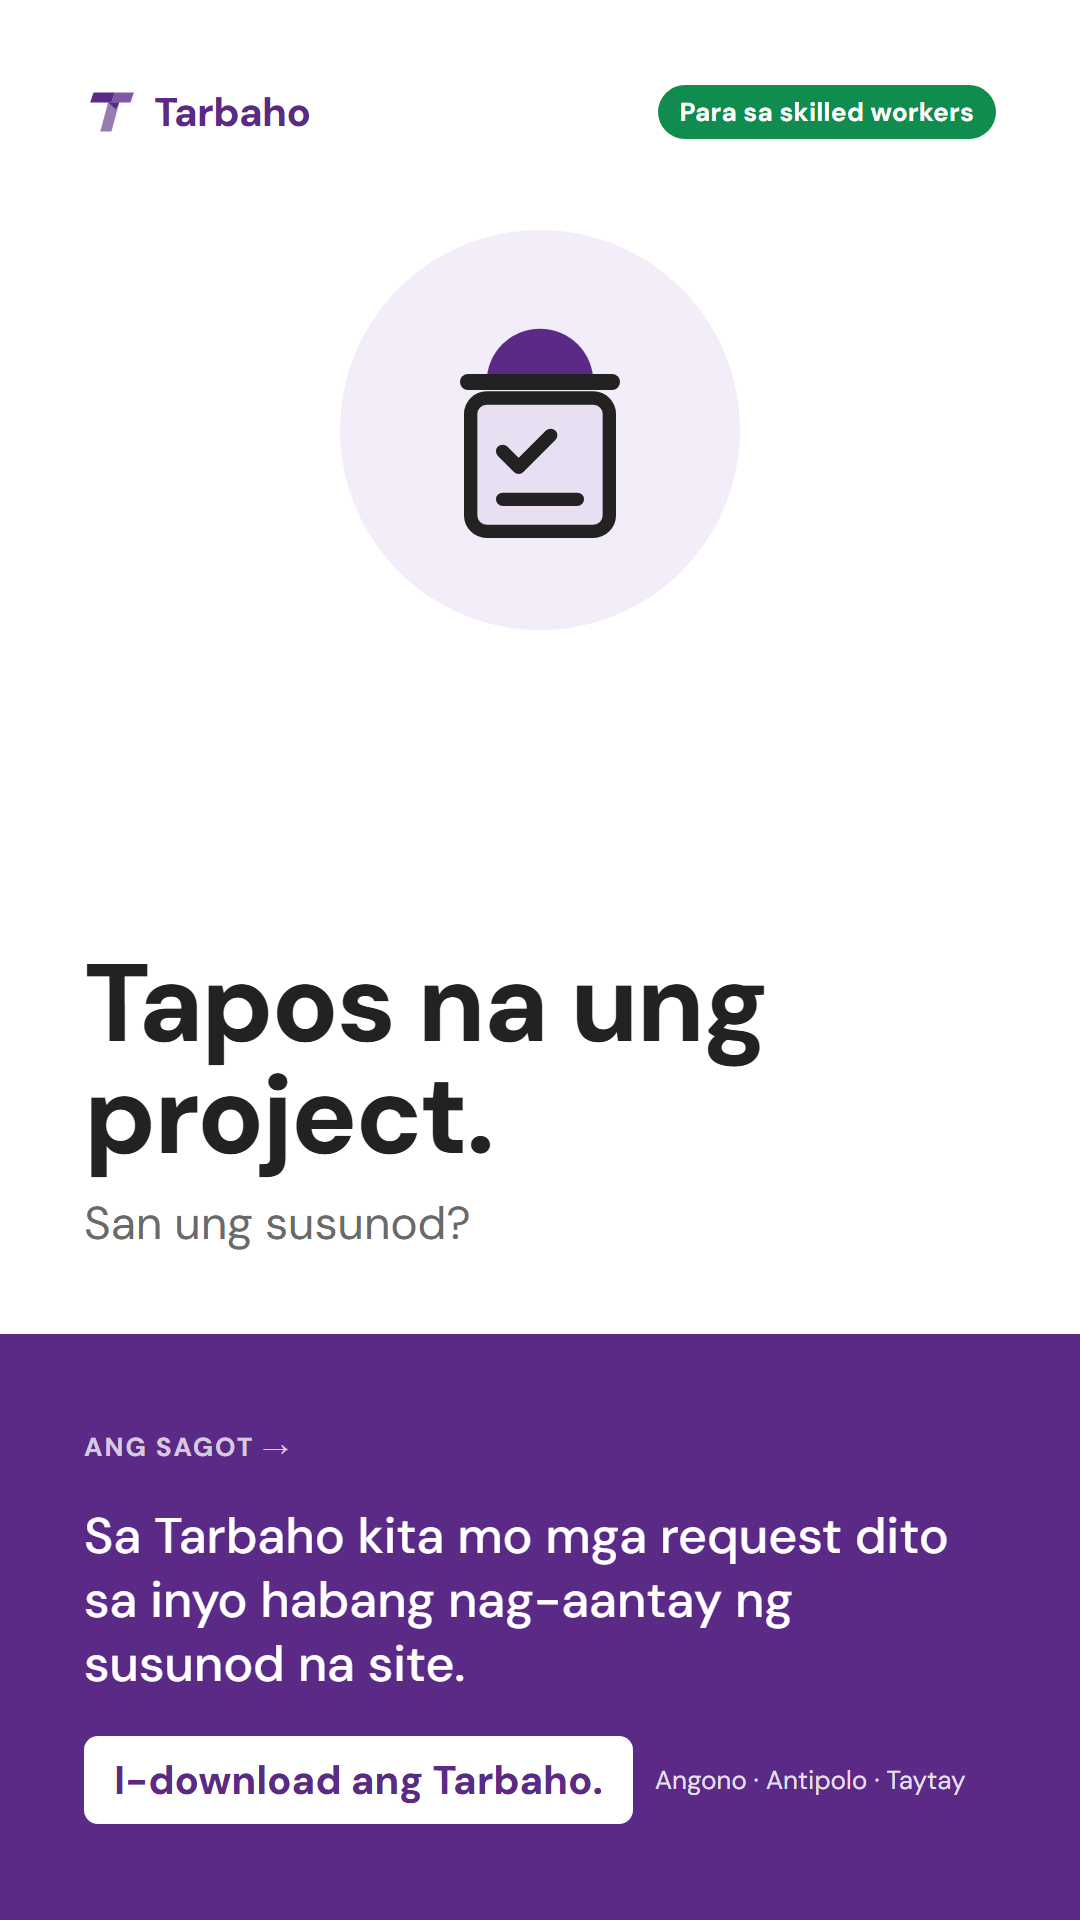 Tarbaho
Para sa skilled workers
Tapos na ung
project.
San ung susunod?
ANG SAGOT →
Sa Tarbaho kita mo mga request dito
sa inyo habang nag-aantay ng
susunod na site.
I-download ang Tarbaho.
Angono · Antipolo · Taytay